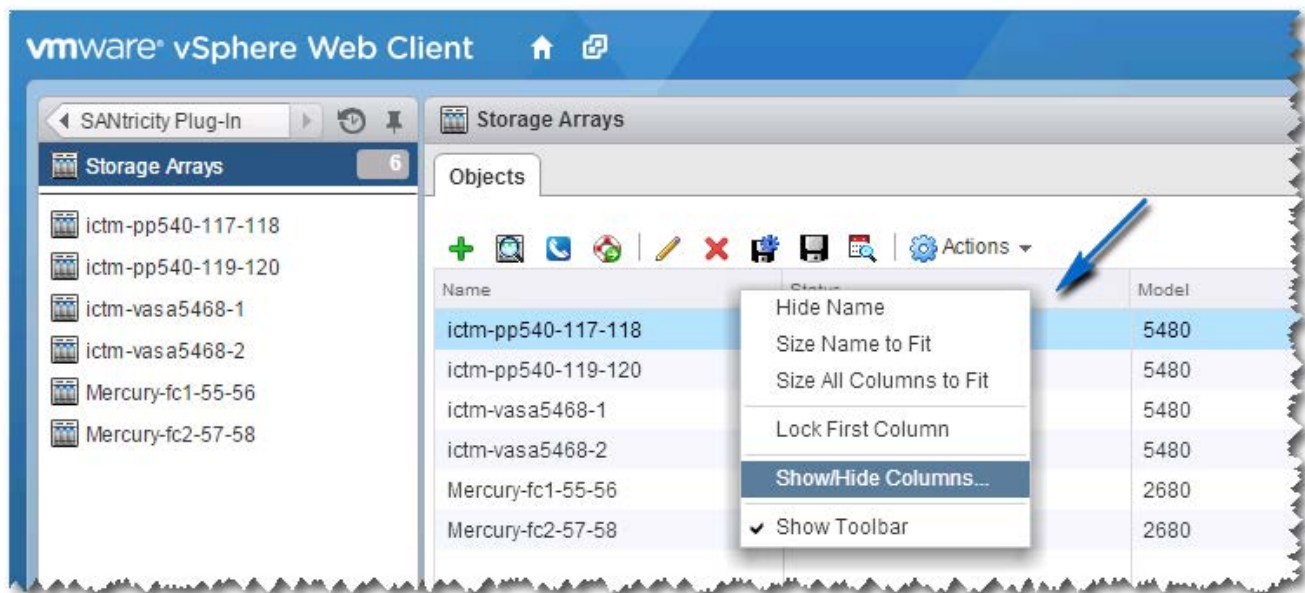 vmware® vSphere Web Client
SANtricity Plug-In
Storage Arrays 6
ictm-pp540-117-118
ictm-pp540-119-120
ictm-vasa5468-1
ictm-vasa5468-2
Mercury-fc1-55-56
Mercury-fc2-57-58
Storage Arrays
Objects
Actions
Name Status Model
ictm-pp540-117-118 5480
ictm-pp540-119-120 5480
ictm-vasa5468-1 5480
ictm-vasa5468-2 5480
Mercury-fc1-55-56 2680
Mercury-fc2-57-58 2680
Hide Name
Size Name to Fit
Size All Columns to Fit
Lock First Column
Show/Hide Columns...
Show Toolbar